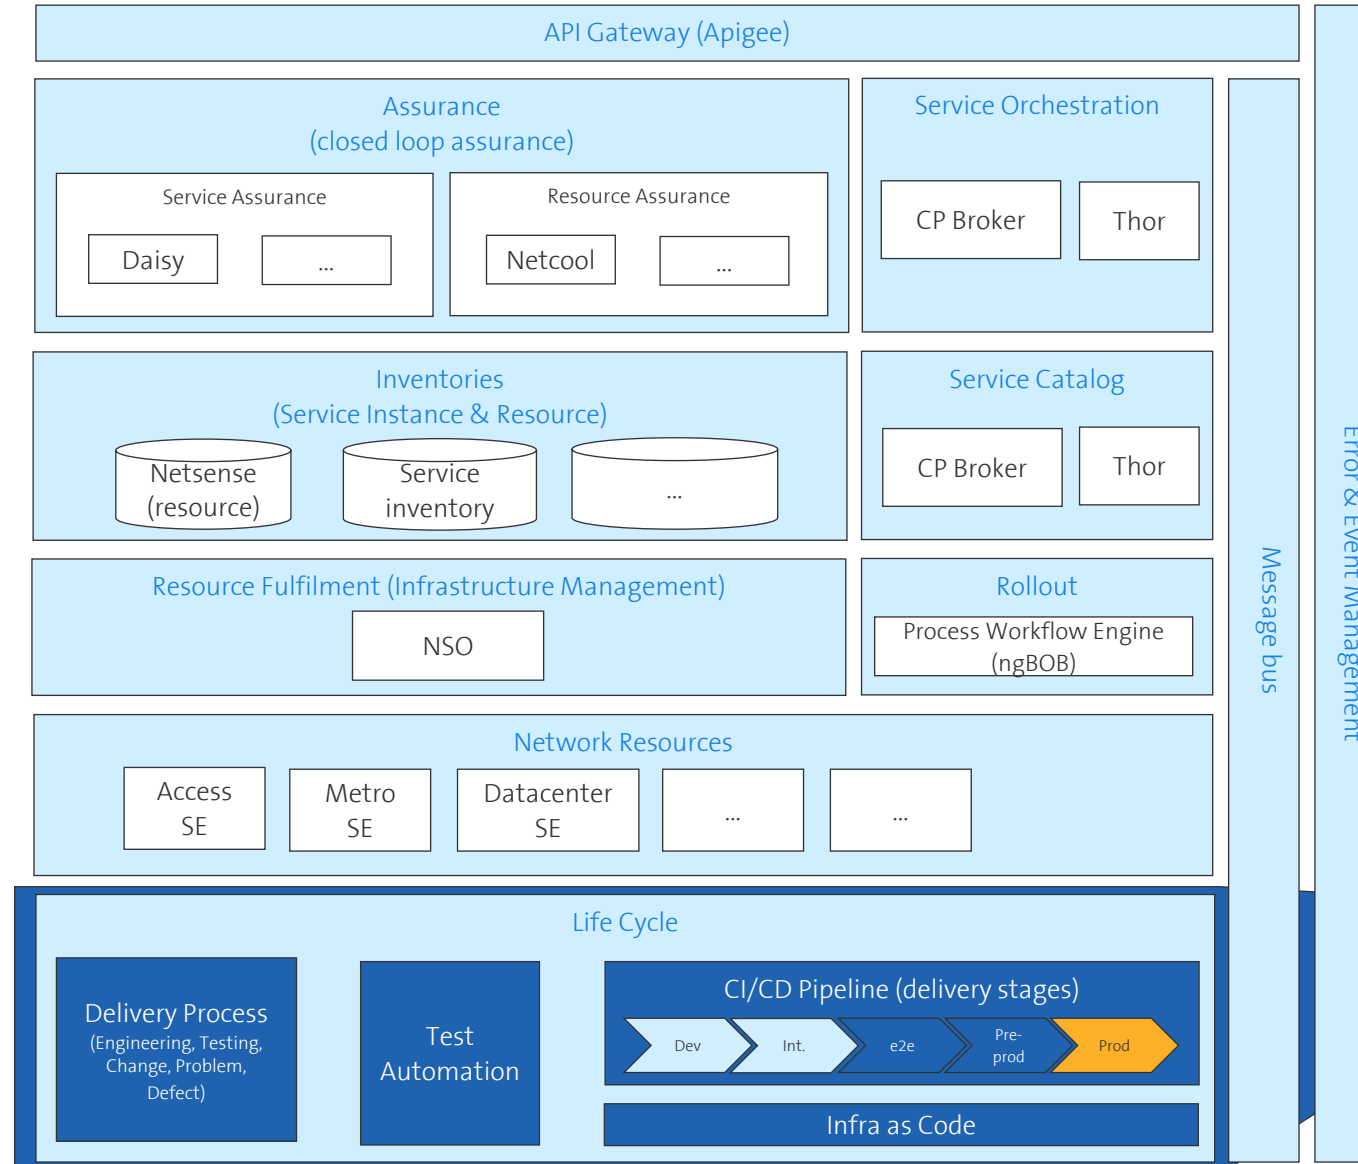 API Gateway (Apigee)
Assurance
(closed loop assurance)
Service Assurance
Daisy
...
Resource Assurance
Netcool
...
Service Orchestration
CP Broker
Thor
Inventories
(Service Instance & Resource)
Netsense
(resource)
Service
inventory
...
Service Catalog
CP Broker
Thor
Resource Fulfilment (Infrastructure Management)
NSO
Rollout
Process Workflow Engine
(ngBOB)
Network Resources
Access
SE
Metro
SE
Datacenter
SE
...
...
Life Cycle
Delivery Process
(Engineering, Testing,
Change, Problem,
Defect)
Test
Automation
CI/CD Pipeline (delivery stages)
Dev
Int.
e2e
Pre-
prod
Prod
Infra as Code
Message bus
Error & Event Management